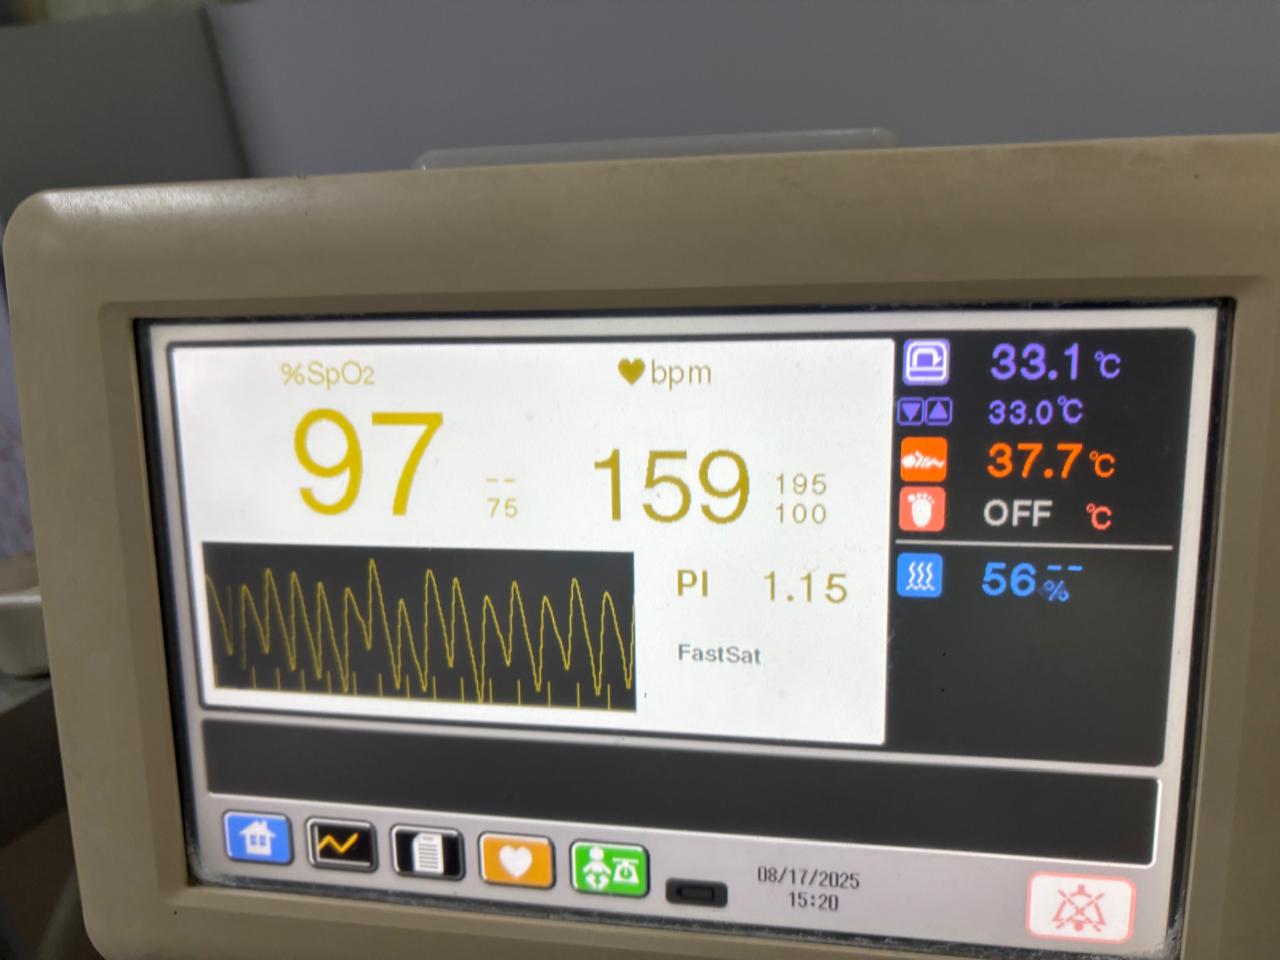 %SpO2
97
--
75
bpm
159
195
100
PI 1.15
FastSat
33.1 °C
33.0°C
37.7 °C
OFF °C
56 -- %
08/17/2025
15:20